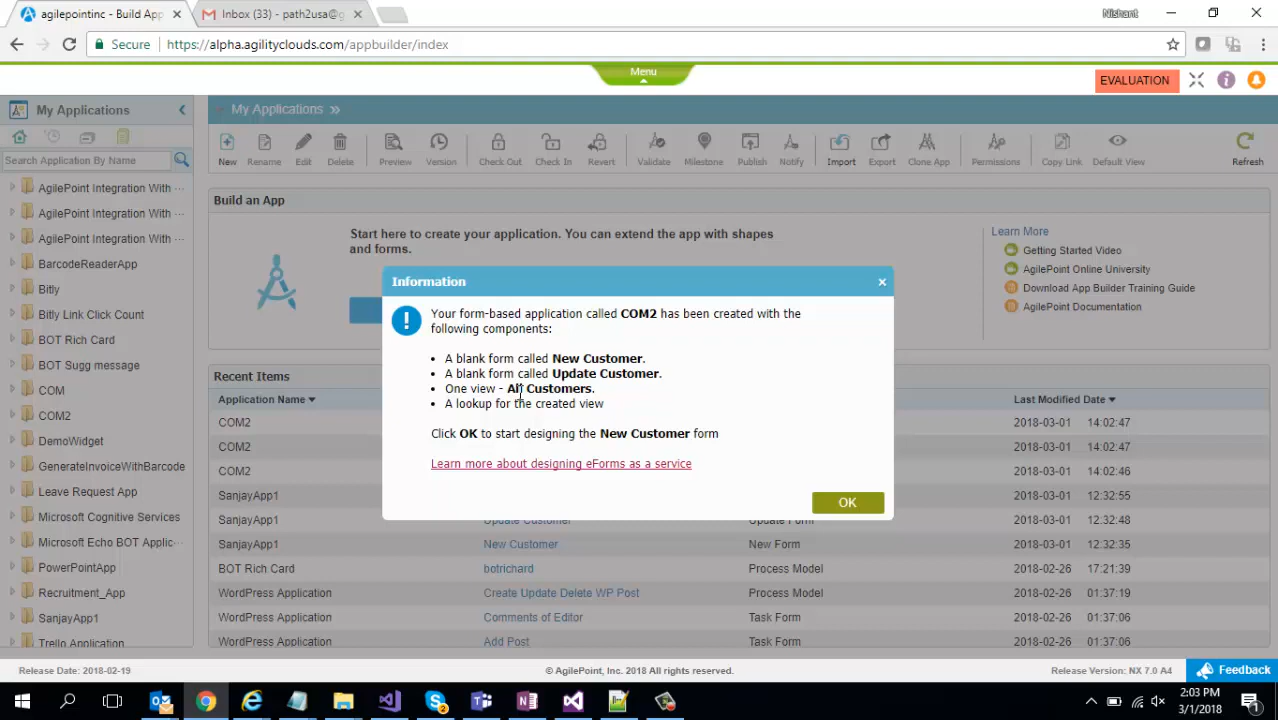 agilepointinc - Build App
Inbox (33) - path2usa@g
Nishant
Secure
https://alpha.agilityclouds.com/appbuilder/index
Menu
EVALUATION
My Applications
My Applications »
New
Rename
Edit
Delete
Preview
Version
Check Out
Check In
Revert
Validate
Milestone
Publish
Notify
Import
Export
Clone App
Permissions
Copy Link
Default View
Refresh
Search Application By Name
AgilePoint Integration With ···
AgilePoint Integration With ···
AgilePoint Integration With ···
BarcodeReaderApp
Bitly
Bitly Link Click Count
BOT Rich Card
BOT Sugg message
COM
COM2
DemoWidget
GenerateInvoiceWithBarcode
Leave Request App
Microsoft Cognitive Services
Microsoft Echo BOT Applic···
PowerPointApp
Recruitment_App
SanjayApp1
Trello Application
Build an App
Start here to create your application. You can extend the app with shapes
and forms.
Learn More
Getting Started Video
AgilePoint Online University
Download App Builder Training Guide
AgilePoint Documentation
Information
Your form-based application called COM2 has been created with the
following components:
• A blank form called New Customer.
• A blank form called Update Customer.
• One view - All Customers.
• A lookup for the created view
Click OK to start designing the New Customer form
Learn more about designing eForms as a service
OK
Recent Items
Application Name
Last Modified Date
COM2 2018-03-01 14:02:47
COM2 2018-03-01 14:02:47
COM2 2018-03-01 14:02:46
SanjayApp1 2018-03-01 12:32:55
SanjayApp1 Update Customer Update Form 2018-03-01 12:32:48
SanjayApp1 New Customer New Form 2018-03-01 12:32:35
BOT Rich Card botrichard Process Model 2018-02-26 17:21:39
WordPress Application Create Update Delete WP Post Process Model 2018-02-26 01:37:19
WordPress Application Comments of Editor Task Form 2018-02-26 01:37:06
WordPress Application Add Post Task Form 2018-02-26 01:37:06
Release Date: 2018-02-19
© AgilePoint, Inc. 2018 All rights reserved.
Release Version: NX 7.0 A4
Feedback
2:03 PM
3/1/2018